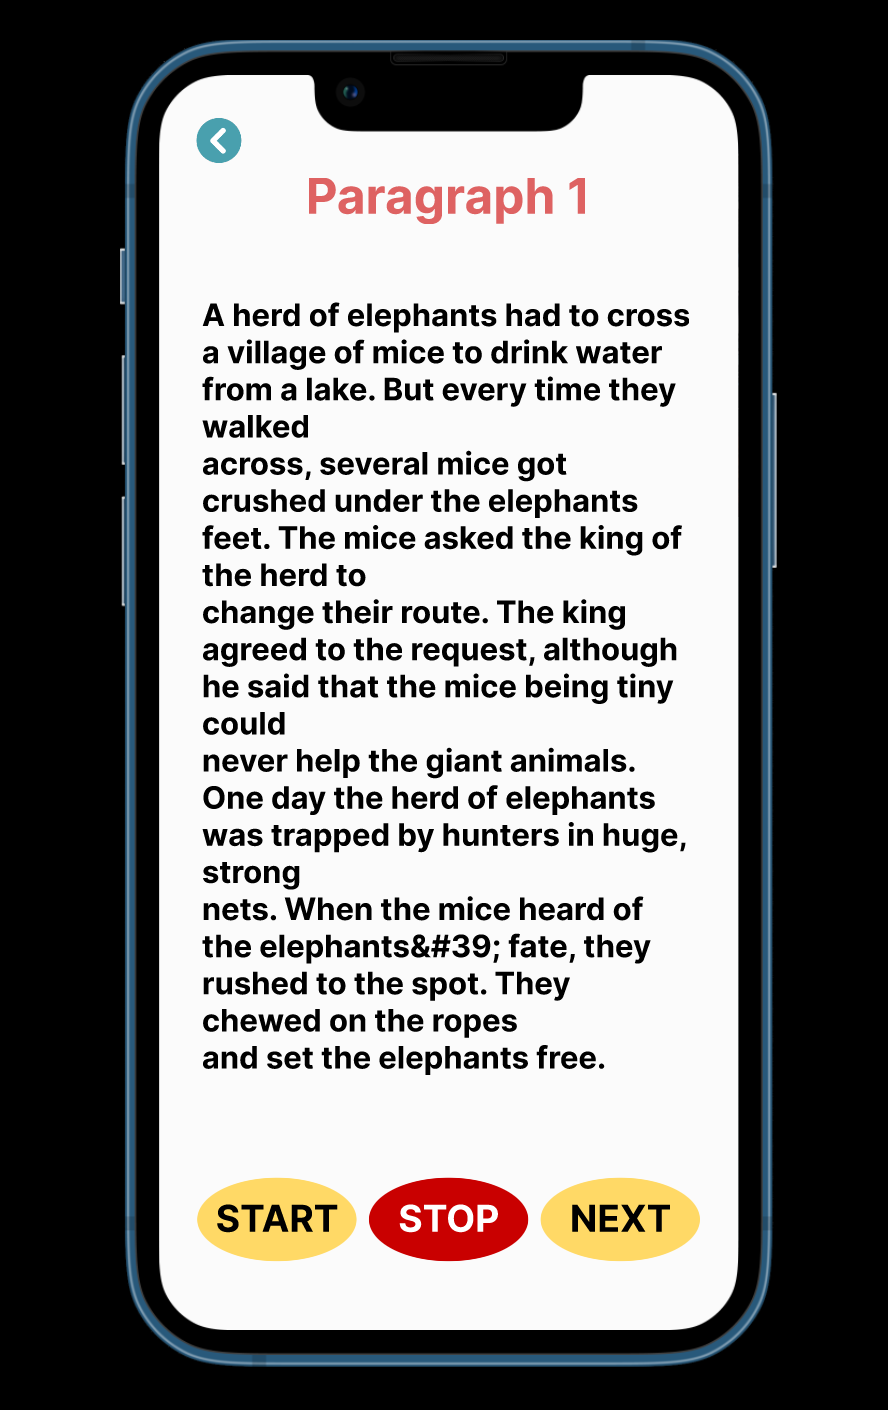 Paragraph 1
A herd of elephants had to cross
a village of mice to drink water
from a lake. But every time they
walked
across, several mice got
crushed under the elephants
feet. The mice asked the king of
the herd to
change their route. The king
agreed to the request, although
he said that the mice being tiny
could
never help the giant animals.
One day the herd of elephants
was trapped by hunters in huge,
strong
nets. When the mice heard of
the elephants&#39; fate, they
rushed to the spot. They
chewed on the ropes
and set the elephants free.
START STOP NEXT